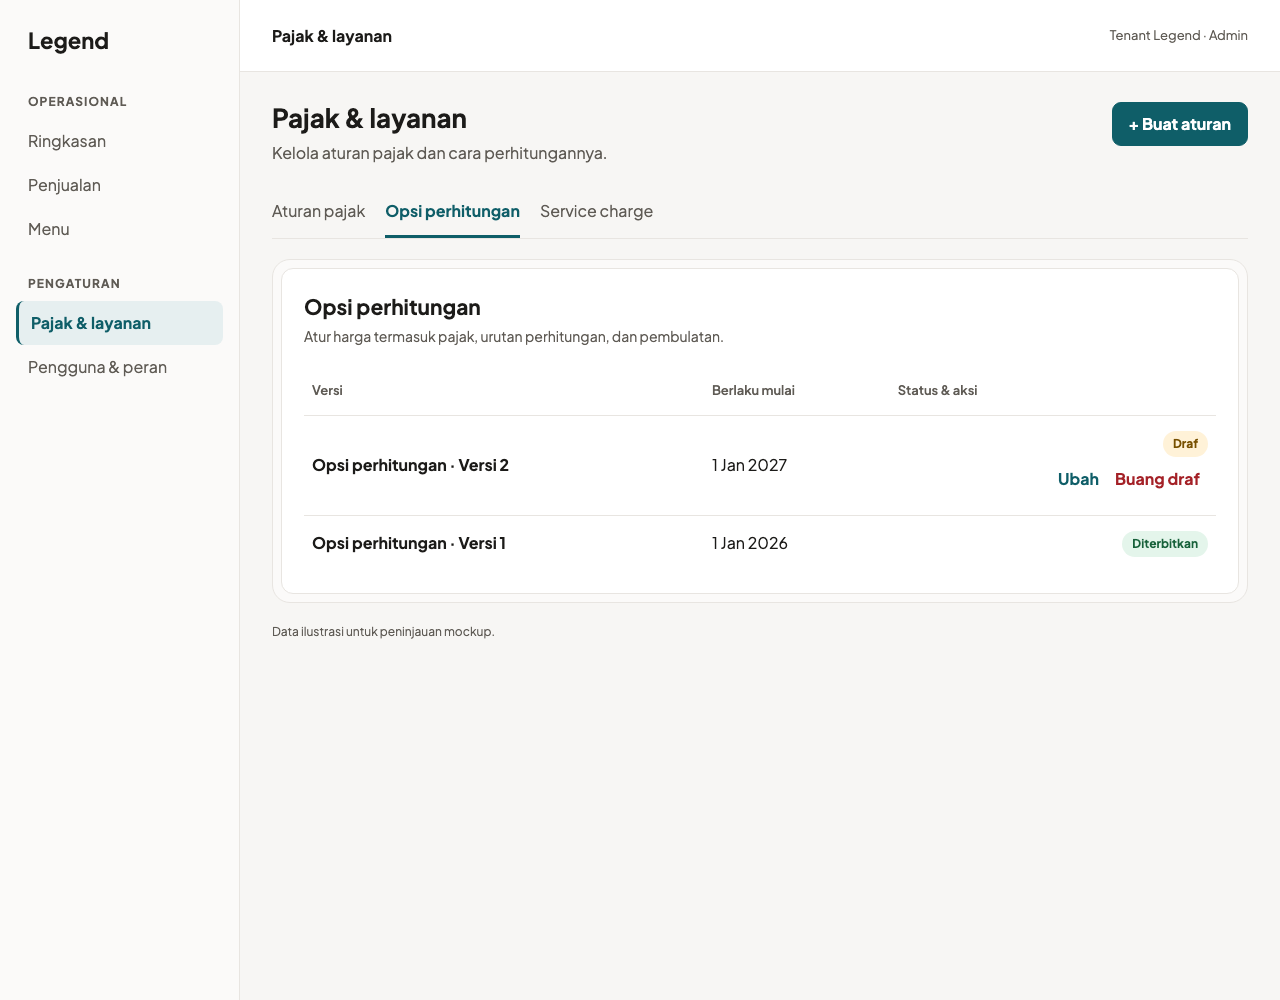 Legend
OPERASIONAL
Ringkasan
Penjualan
Menu
PENGATURAN
Pajak & layanan
Pengguna & peran
Pajak & layanan
Tenant Legend · Admin
Pajak & layanan
Kelola aturan pajak dan cara perhitungannya.
+ Buat aturan
Aturan pajak
Opsi perhitungan
Service charge
Opsi perhitungan
Atur harga termasuk pajak, urutan perhitungan, dan pembulatan.
Versi
Berlaku mulai
Status & aksi
Opsi perhitungan · Versi 2
1 Jan 2027
Draf
Ubah
Buang draf
Opsi perhitungan · Versi 1
1 Jan 2026
Diterbitkan
Data ilustrasi untuk peninjauan mockup.